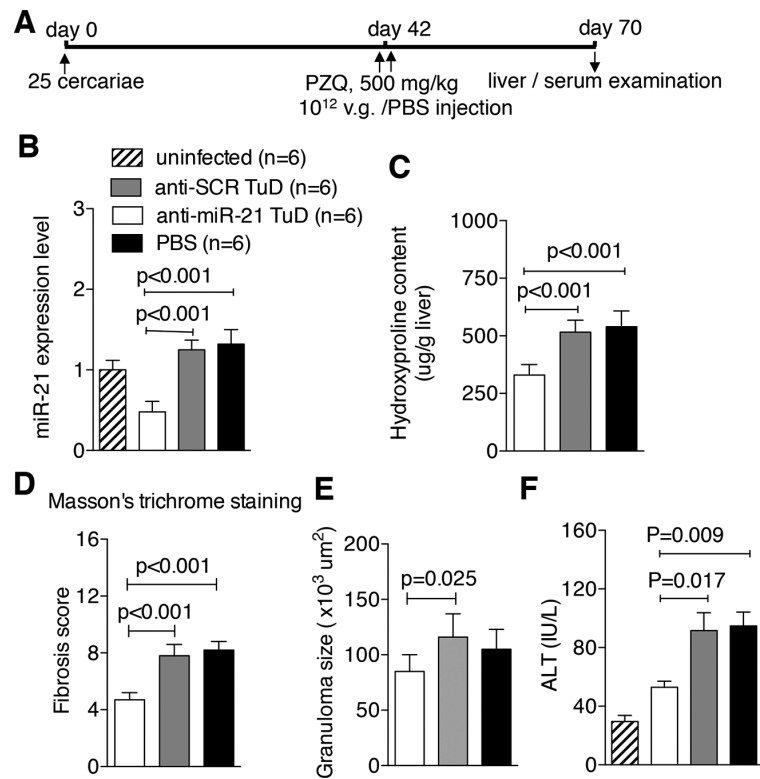 A
day 0
day 42
day 70
25 cercariae
PZQ, 500 mg/kg
10¹² v.g. /PBS injection
liver / serum examination
B
uninfected (n=6)
anti-SCR TuD (n=6)
anti-miR-21 TuD (n=6)
PBS (n=6)
miR-21 expression level
3
2
1
0
p<0.001
p<0.001
C
Hydroxyproline content
(ug/g liver)
1000
750
500
250
0
p<0.001
p<0.001
D
Masson's trichrome staining
Fibrosis score
16
12
8
4
0
p<0.001
p<0.001
E
Granuloma size ( x10³ um²)
200
150
100
50
0
p=0.025
F
ALT (IU/L)
160
120
80
40
0
P=0.009
P=0.017